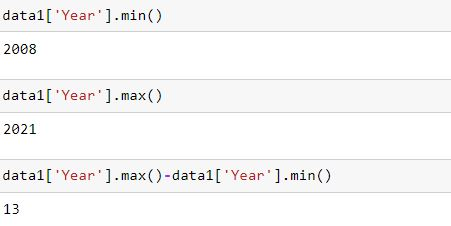 data1['Year'].min()
2008
data1['Year'].max()
2021
data1['Year'].max()-data1['Year'].min()
13